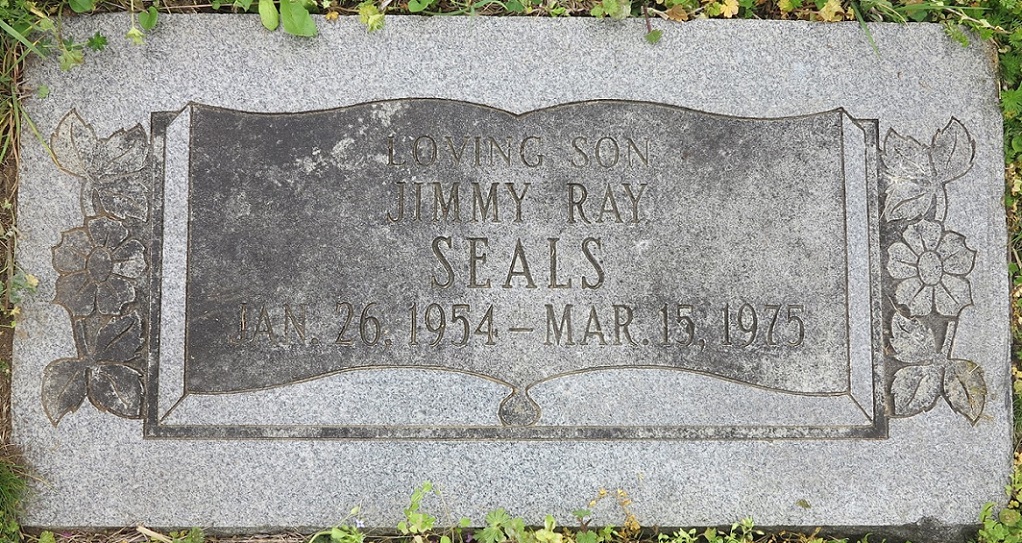 LOVING SON
JIMMY RAY
SEALS
JAN. 26, 1954 – MAR. 15, 1975